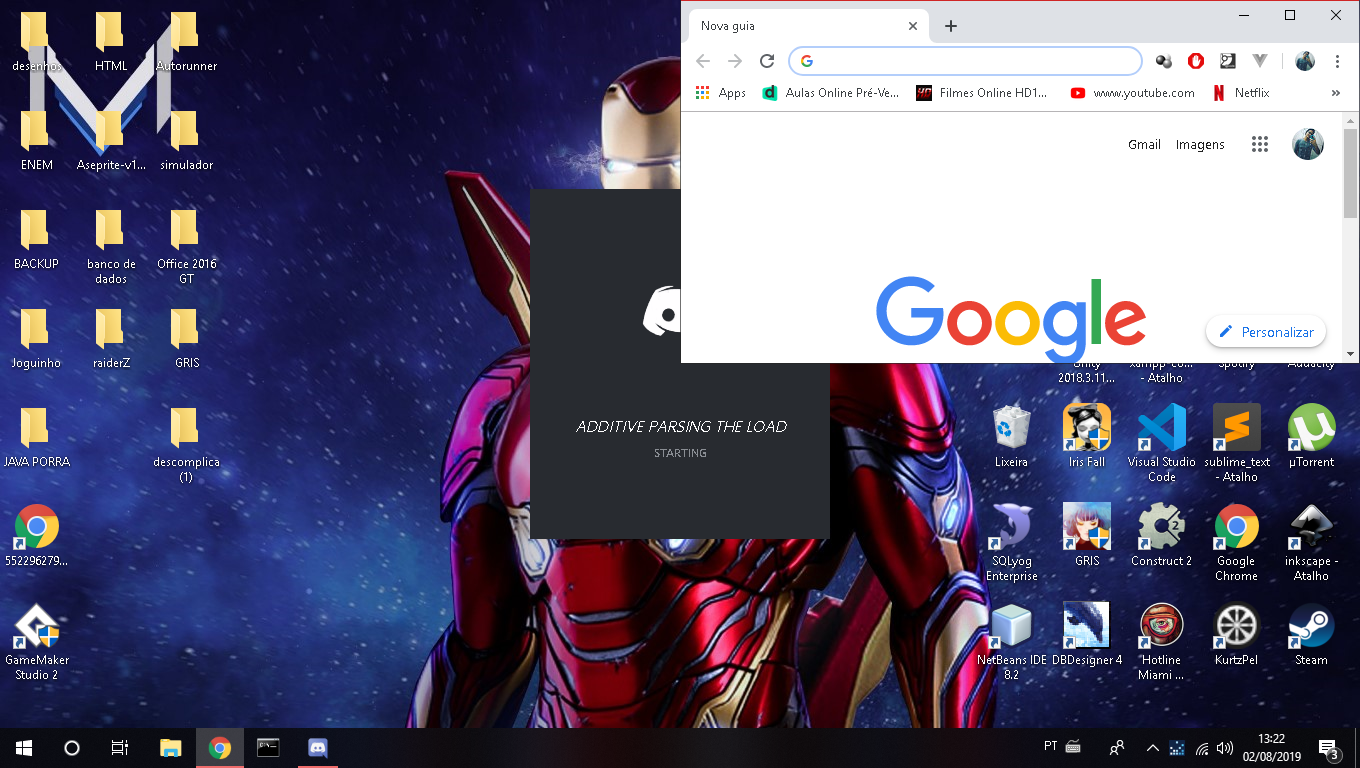 desenhos
HTML
Autorunner
ENEM
Aseprite-v1...
simulador
BACKUP
banco de
dados
Office 2016
GT
Joguinho
raiderZ
GRIS
JAVA PORRA
descomplica
(1)
552296279...
GameMaker
Studio 2
Nova guia
Apps
Aulas Online Pré-Ve...
Filmes Online HD1...
www.youtube.com
Netflix
»
Gmail
Imagens
Google
Personalizar
ADDITIVE PARSING THE LOAD
STARTING
Unity
2018.3.11...
xampp-co...
- Atalho
Spotify
Audacity
Lixeira
Iris Fall
Visual Studio
Code
sublime_text
- Atalho
µTorrent
SQLyog
Enterprise
GRIS
Construct 2
Google
Chrome
inkscape -
Atalho
NetBeans IDE
8.2
DBDesigner 4
"Hotline
Miami ...
KurtzPel
Steam
PT
13:22
02/08/2019
3